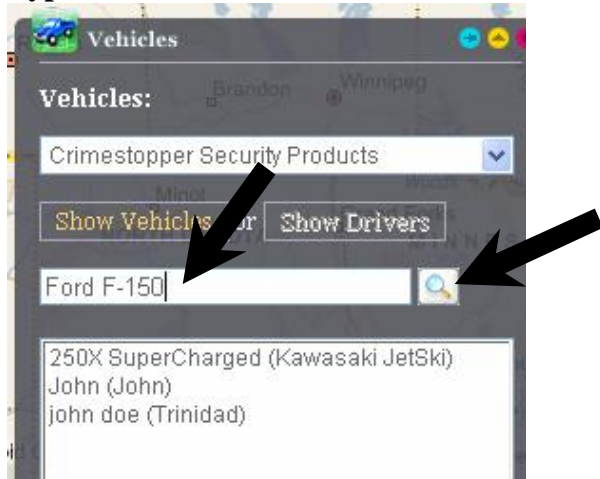 Vehicles
Brandon Winnipeg
Vehicles:
Crimestopper Security Products
Minot
Show Vehicles or Show Drivers
Ford F-150
250X SuperCharged (Kawasaki JetSki)
John (John)
john doe (Trinidad)